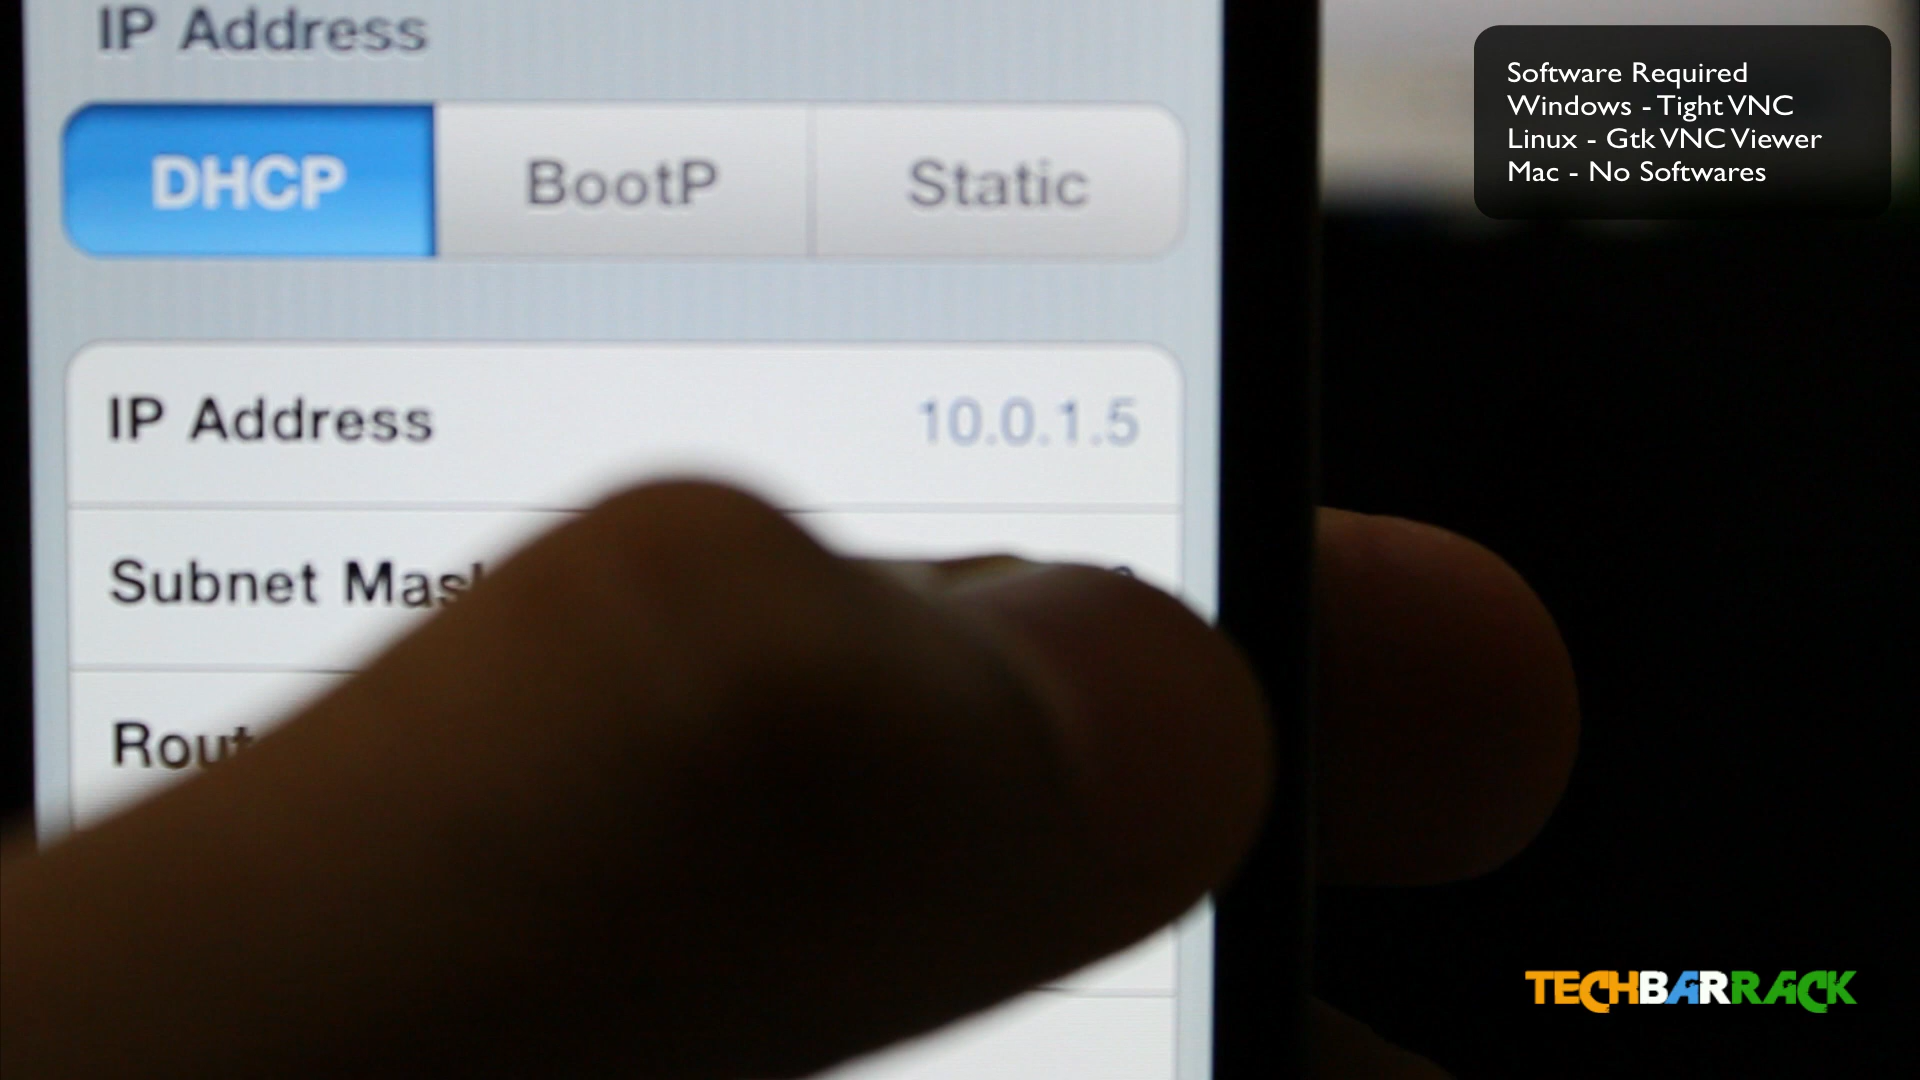 IP Address
DHCP BootP Static
IP Address 10.0.1.5
Subnet
Software Required
Windows - Tight VNC
Linux - Gtk VNC Viewer
Mac - No Softwares
TECHBARRACK